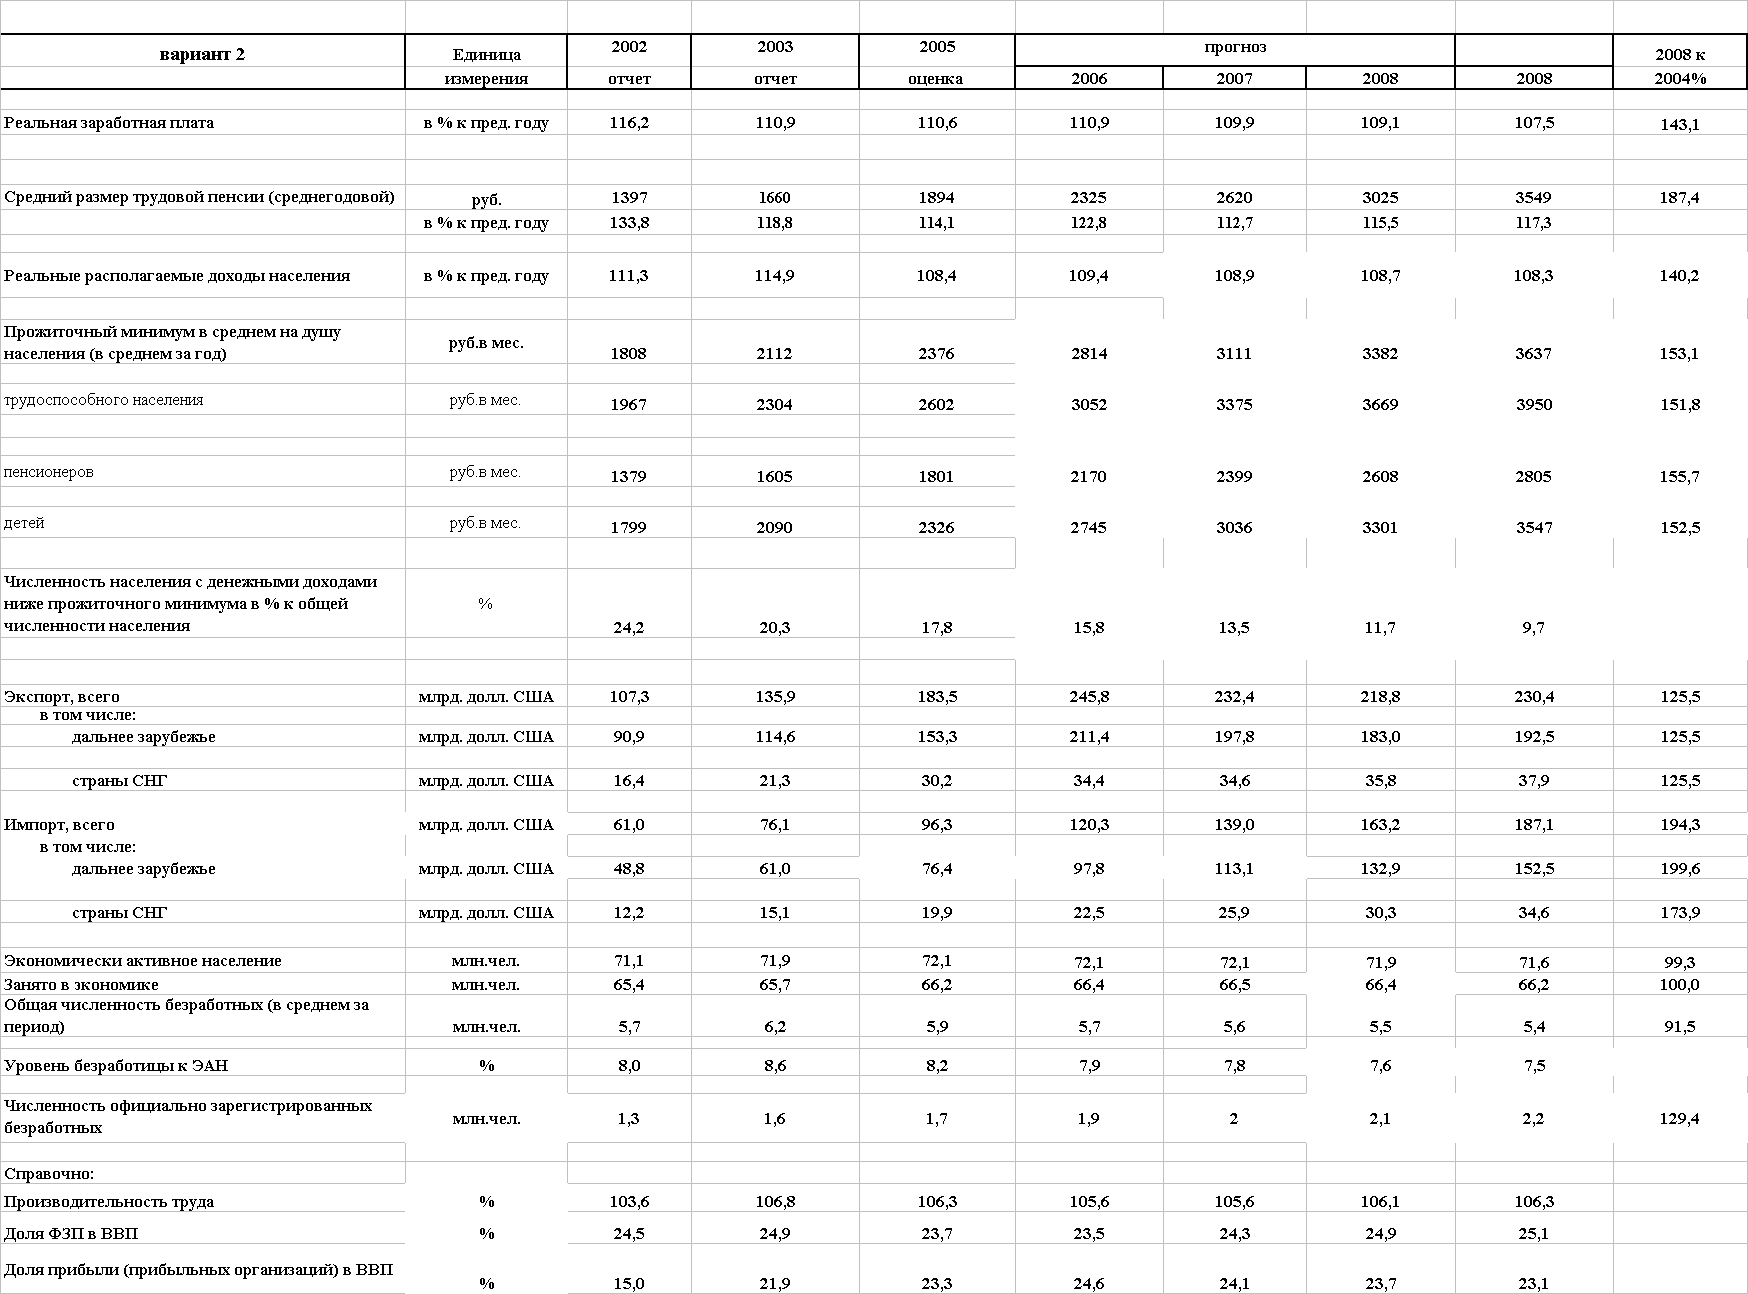 вариант 2 Единица 2002 2003 2005 прогноз 2008 к
измерения отчет отчет оценка 2006 2007 2008 2008 2004%
Реальная заработная плата в % к пред. году 116,2 110,9 110,6 110,9 109,9 109,1 107,5 143,1
Средний размер трудовой пенсии (среднегодовой) руб. 1397 1660 1894 2325 2620 3025 3549 187,4
в % к пред. году 133,8 118,8 114,1 122,8 112,7 115,5 117,3
Реальные располагаемые доходы населения в % к пред. году 111,3 114,9 108,4 109,4 108,9 108,7 108,3 140,2
Прожиточный минимум в среднем на душу
населения (в среднем за год) руб.в мес. 1808 2112 2376 2814 3111 3382 3637 153,1
трудоспособного населения руб.в мес. 1967 2304 2602 3052 3375 3669 3950 151,8
пенсионеров руб.в мес. 1379 1605 1801 2170 2399 2608 2805 155,7
детей руб.в мес. 1799 2090 2326 2745 3036 3301 3547 152,5
Численность населения с денежными доходами
ниже прожиточного минимума в % к общей %
численности населения 24,2 20,3 17,8 15,8 13,5 11,7 9,7
Экспорт, всего млрд. долл. США 107,3 135,9 183,5 245,8 232,4 218,8 230,4 125,5
в том числе:
дальнее зарубежье млрд. долл. США 90,9 114,6 153,3 211,4 197,8 183,0 192,5 125,5
страны СНГ млрд. долл. США 16,4 21,3 30,2 34,4 34,6 35,8 37,9 125,5
Импорт, всего млрд. долл. США 61,0 76,1 96,3 120,3 139,0 163,2 187,1 194,3
в том числе:
дальнее зарубежье млрд. долл. США 48,8 61,0 76,4 97,8 113,1 132,9 152,5 199,6
страны СНГ млрд. долл. США 12,2 15,1 19,9 22,5 25,9 30,3 34,6 173,9
Экономически активное население млн.чел. 71,1 71,9 72,1 72,1 72,1 71,9 71,6 99,3
Занято в экономике млн.чел. 65,4 65,7 66,2 66,4 66,5 66,4 66,2 100,0
Общая численность безработных (в среднем за
период) млн.чел. 5,7 6,2 5,9 5,7 5,6 5,5 5,4 91,5
Уровень безработицы к ЭАН % 8,0 8,6 8,2 7,9 7,8 7,6 7,5
Численность официально зарегистрированных
безработных млн.чел. 1,3 1,6 1,7 1,9 2 2,1 2,2 129,4
Справочно:
Производительность труда % 103,6 106,8 106,3 105,6 105,6 106,1 106,3
Доля ФЗП в ВВП % 24,5 24,9 23,7 23,5 24,3 24,9 25,1
Доля прибыли (прибыльных организаций) в ВВП % 15,0 21,9 23,3 24,6 24,1 23,7 23,1